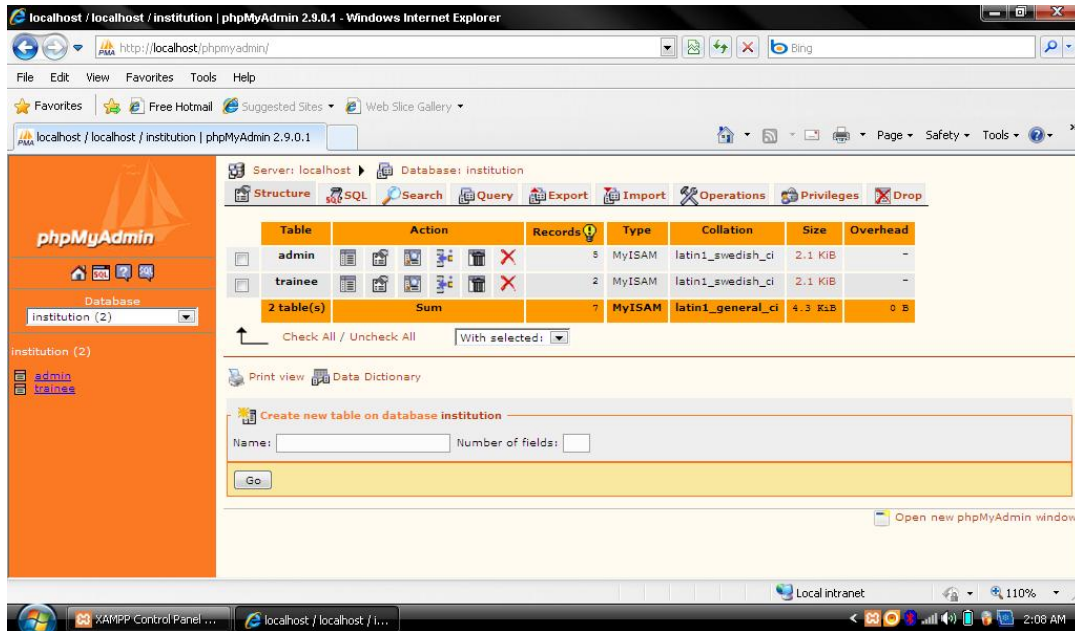 localhost / localhost / institution | phpMyAdmin 2.9.0.1 - Windows Internet Explorer
http://localhost/phpmyadmin/
Bing
File Edit View Favorites Tools Help
Favorites Free Hotmail Suggested Sites Web Slice Gallery
localhost / localhost / institution | phpMyAdmin 2.9.0.1
Page Safety Tools
phpMyAdmin
SQL
Database
institution (2)
institution (2)
admin
trainee
Server: localhost Database: institution
Structure SQL Search Query Export Import Operations Privileges Drop
Table Action Records Type Collation Size Overhead
admin 5 MyISAM latin1_swedish_ci 2.1 KiB -
trainee 2 MyISAM latin1_swedish_ci 2.1 KiB -
2 table(s) Sum 7 MyISAM latin1_general_ci 4.3 KiB 0 B
Check All / Uncheck All With selected:
Print view Data Dictionary
Create new table on database institution
Name: Number of fields:
Go
Open new phpMyAdmin window
Local intranet 110%
XAMPP Control Panel ... localhost / localhost / i... 2:08 AM